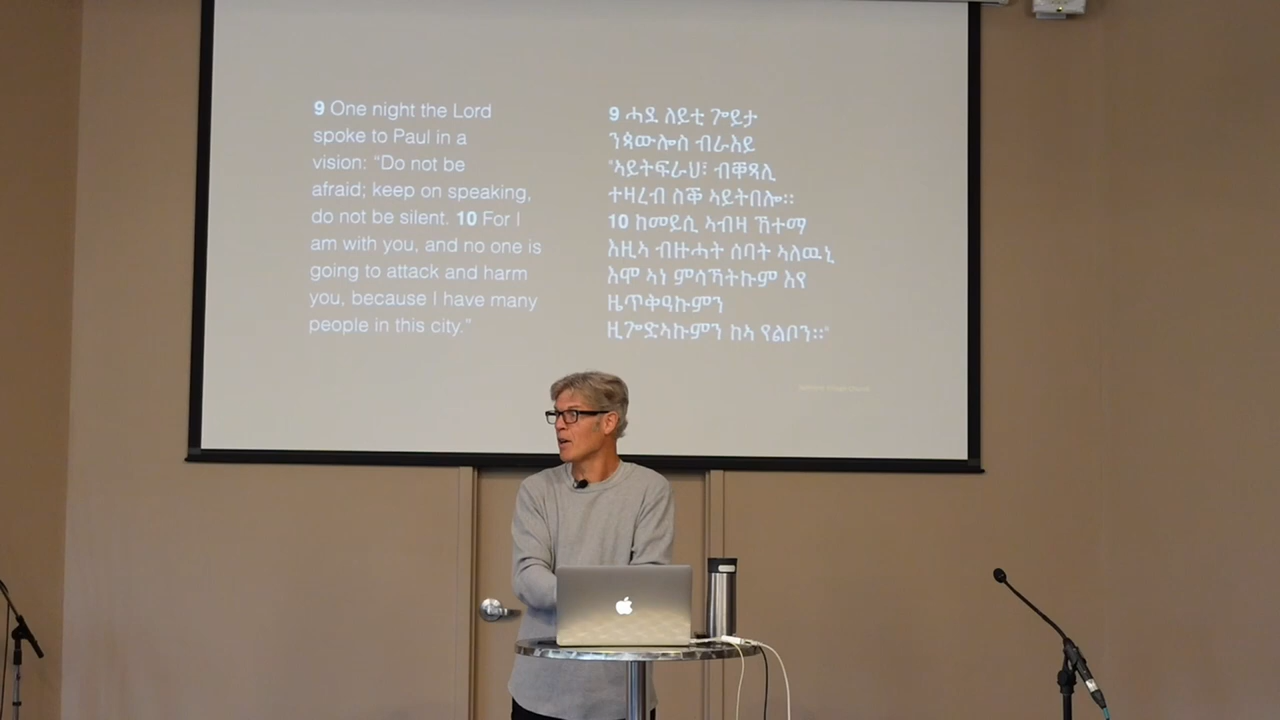 9 One night the Lord
spoke to Paul in a
vision: “Do not be
afraid; keep on speaking,
do not be silent. 10 For I
am with you, and no one is
going to attack and harm
you, because I have many
people in this city.”
9 ሓደ ለይቲ ጐይታ
ንጳውሎስ ብራእይ
“ኣይትፍራህ፣ ብቐጻሊ
ተዛረብ ስቕ ኣይትበሎ።
10 ከመይሲ ኣብዛ ኸተማ
እዚኣ ብዙሓት ሰባት ኣለዉኒ
እሞ ኣነ ምሳኻትኩም እየ
ዜጥቅዓኩምን
ዚጐድኣኩምን ከኣ የልቦን።”